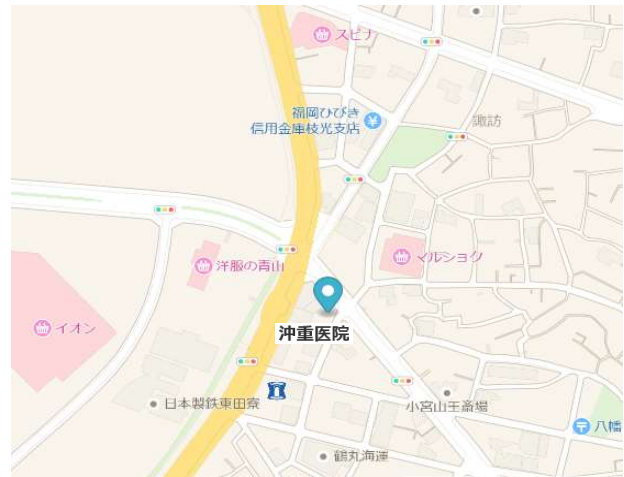 スピナ
福岡ひびき
信用金庫枝光支店
諏訪
洋服の青山
マルショク
イオン
沖重医院
日本製鉄東田寮
小宮山王斎場
八幡
鶴丸海運